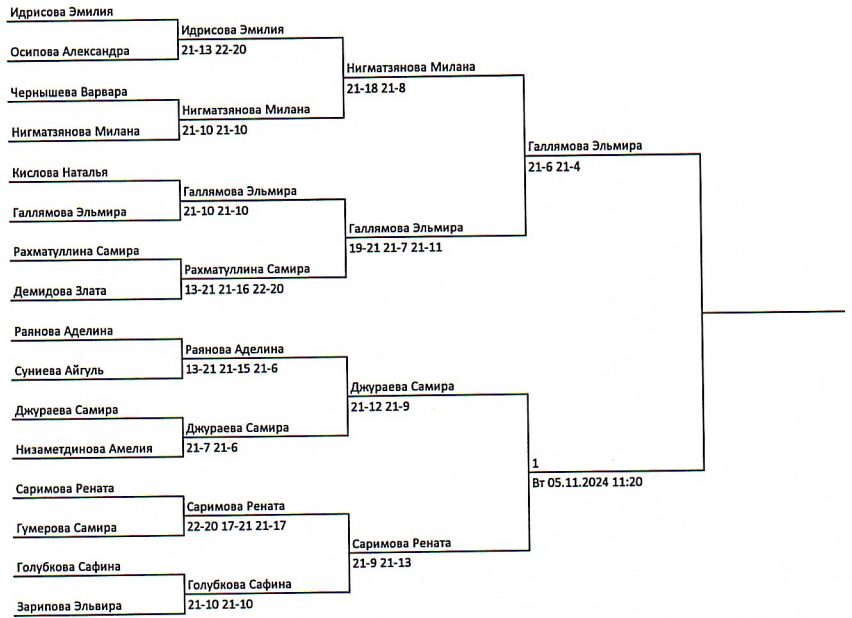 Идрисова Эмилия
Идрисова Эмилия
Осипова Александра
21-13 22-20
Нигматзянова Милана
21-18 21-8
Чернышева Варвара
Нигматзянова Милана
Нигматзянова Милана
21-10 21-10
Галлямова Эльмира
21-6 21-4
Кислова Наталья
Галлямова Эльмира
Галлямова Эльмира
21-10 21-10
Галлямова Эльмира
19-21 21-7 21-11
Рахматуллина Самира
Рахматуллина Самира
Демидова Злата
13-21 21-16 22-20
Раянова Аделина
Раянова Аделина
Суниева Айгуль
13-21 21-15 21-6
Джураева Самира
21-12 21-9
Джураева Самира
Джураева Самира
Низаметдинова Амелия
21-7 21-6
1
Вт 05.11.2024 11:20
Саримова Рената
Саримова Рената
Гумерова Самира
22-20 17-21 21-17
Саримова Рената
21-9 21-13
Голубкова Сафина
Голубкова Сафина
Зарипова Эльвира
21-10 21-10